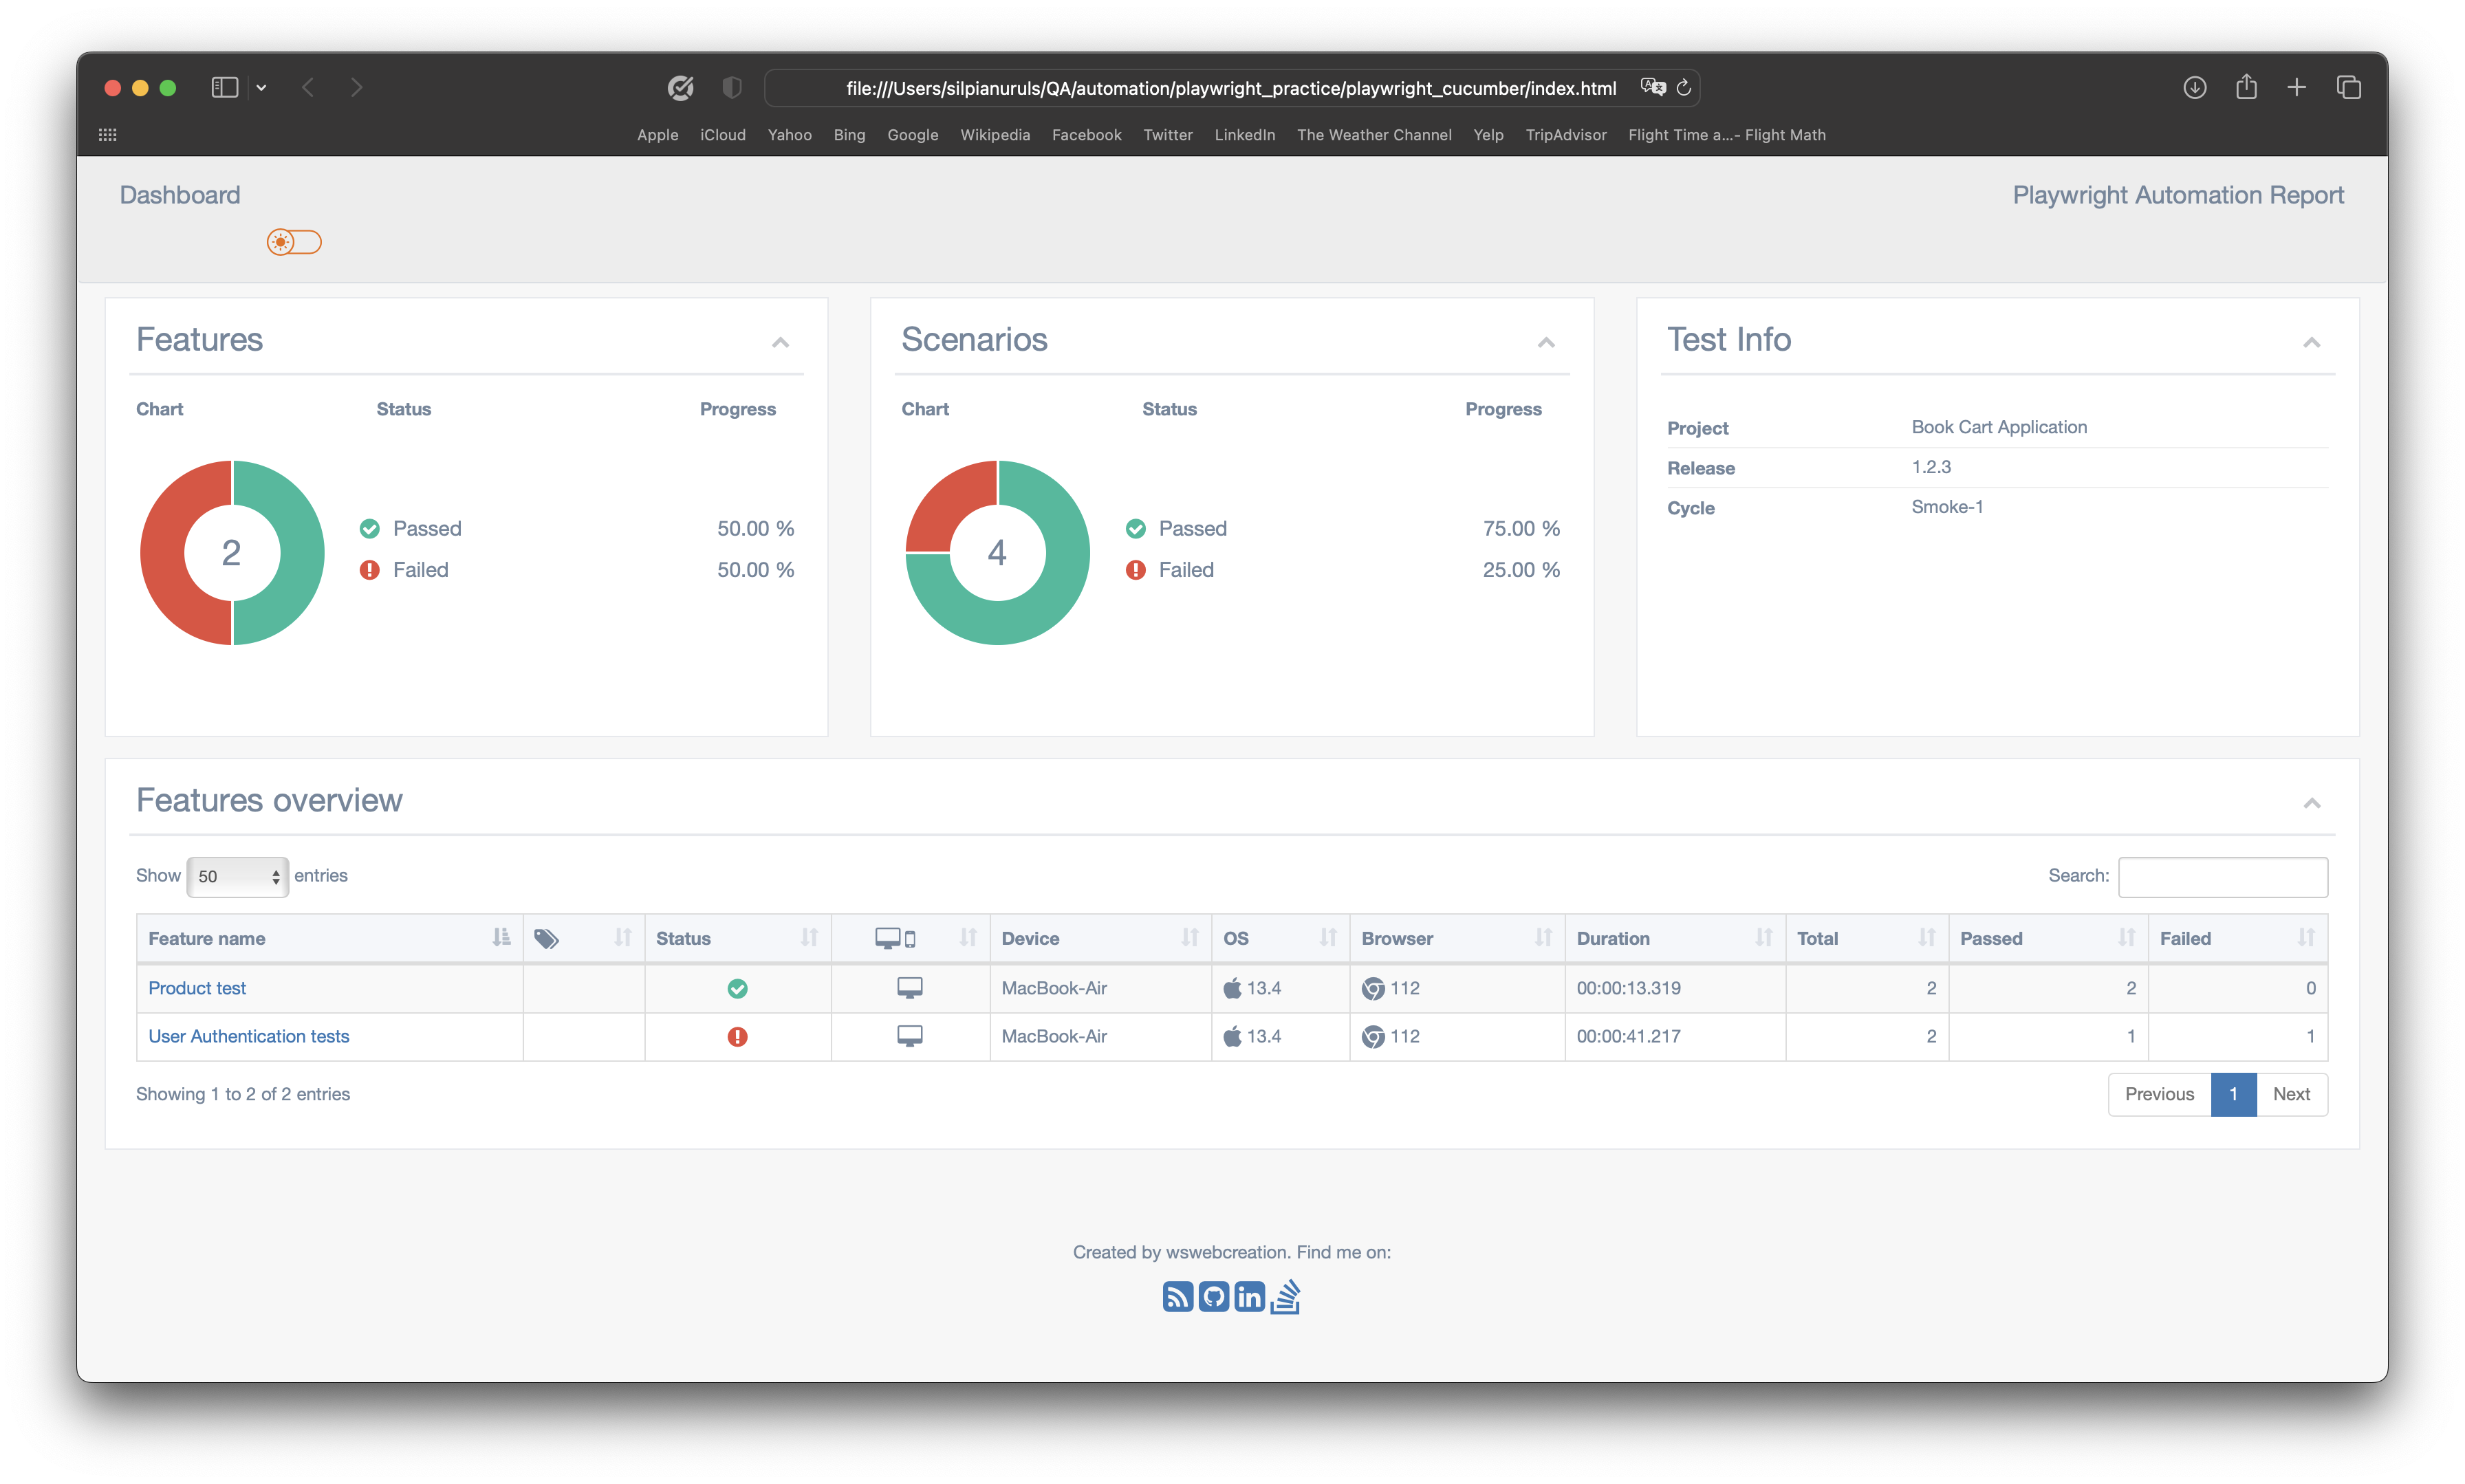 file:///Users/silpianuruls/QA/automation/playwright_practice/playwright_cucumber/index.html
Apple iCloud Yahoo Bing Google Wikipedia Facebook Twitter LinkedIn The Weather Channel Yelp TripAdvisor Flight Time a...- Flight Math
Dashboard
Playwright Automation Report
Features
Chart Status Progress
2
Passed 50.00 %
Failed 50.00 %
Scenarios
Chart Status Progress
4
Passed 75.00 %
Failed 25.00 %
Test Info
Project Book Cart Application
Release 1.2.3
Cycle Smoke-1
Features overview
Show 50 entries
Search:
Feature name Status Device OS Browser Duration Total Passed Failed
Product test MacBook-Air 13.4 112 00:00:13.319 2 2 0
User Authentication tests MacBook-Air 13.4 112 00:00:41.217 2 1 1
Showing 1 to 2 of 2 entries
Previous 1 Next
Created by wswebcreation. Find me on:
in